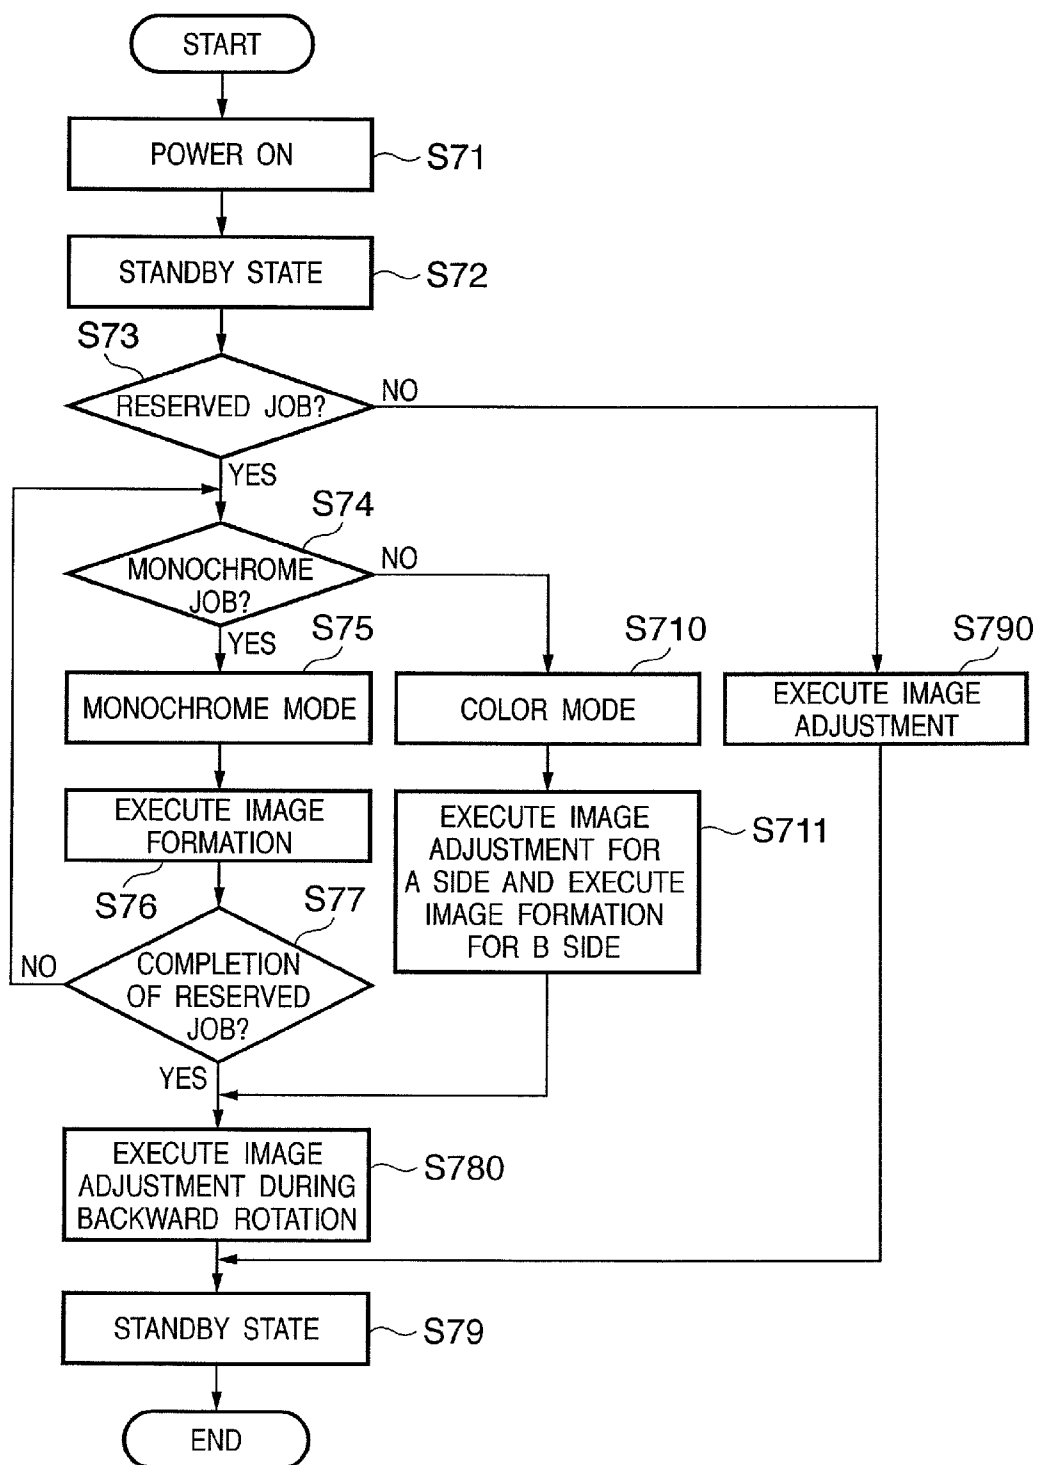 START
POWER ON
S71
STANDBY STATE
S72
S73
RESERVED JOB?
NO
YES
S74
MONOCHROME
JOB?
NO
YES
S75
MONOCHROME MODE
S710
COLOR MODE
S790
EXECUTE IMAGE
ADJUSTMENT
EXECUTE IMAGE
FORMATION
S76
EXECUTE IMAGE
ADJUSTMENT FOR
A SIDE AND EXECUTE
IMAGE FORMATION
FOR B SIDE
S711
S77
COMPLETION
OF RESERVED
JOB?
NO
YES
EXECUTE IMAGE
ADJUSTMENT DURING
BACKWARD ROTATION
S780
STANDBY STATE
S79
END